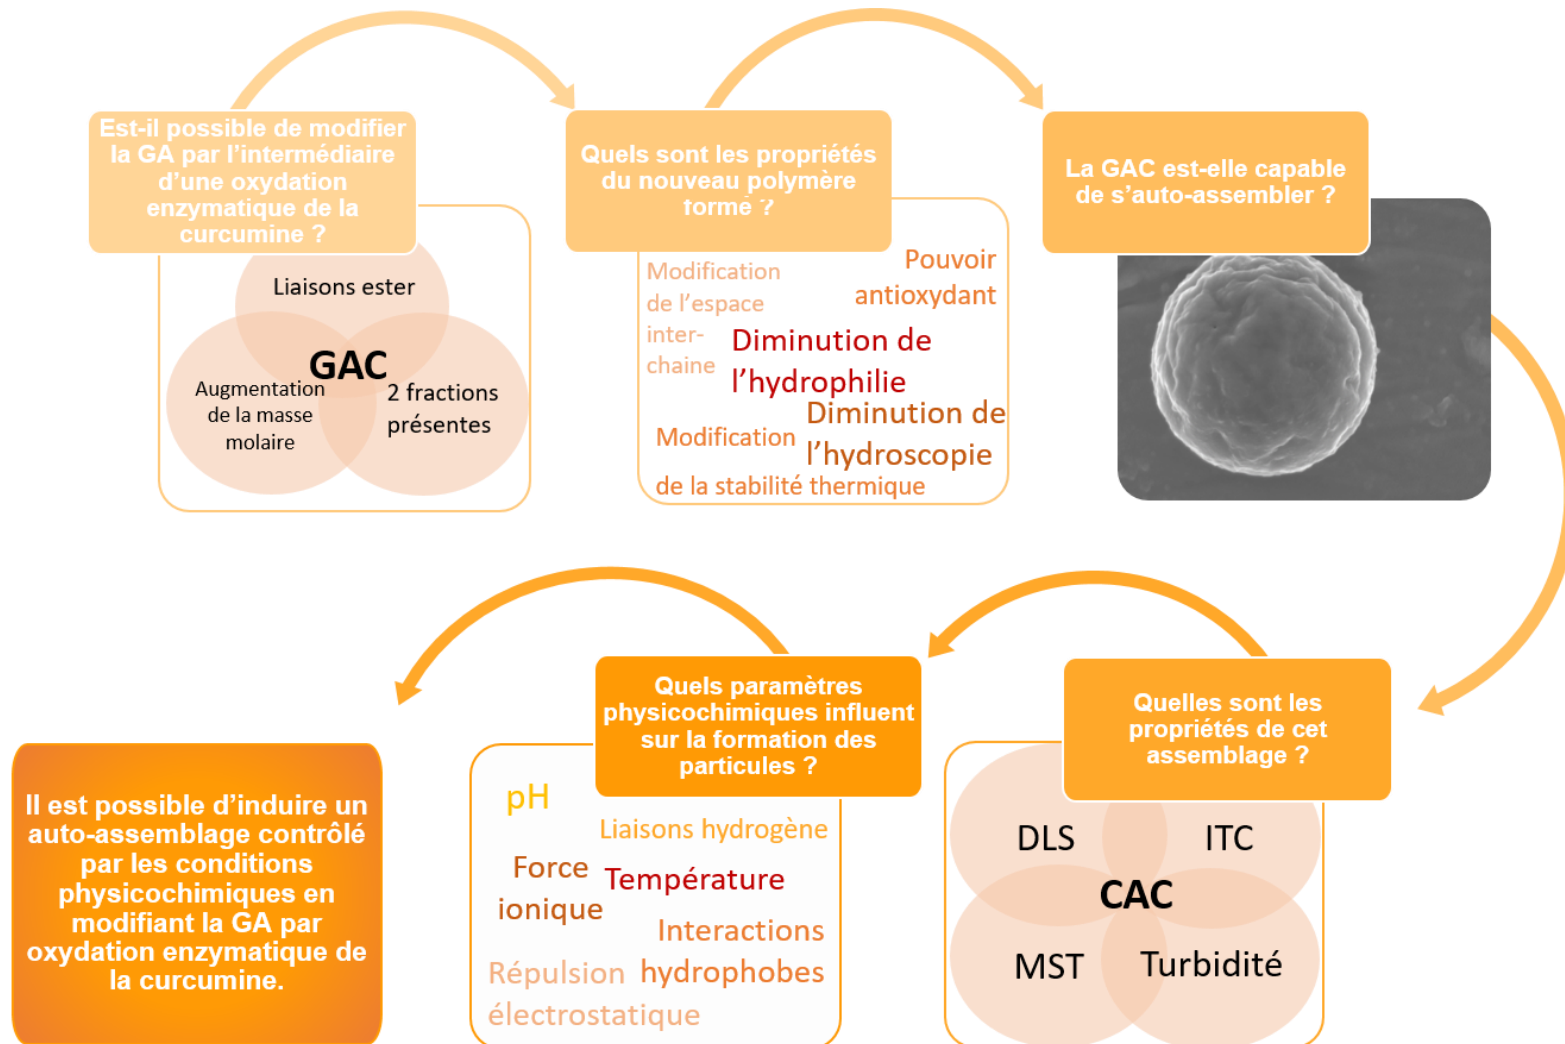 Est-il possible de modifier
la GA par l'intermédiaire
d'une oxydation
enzymatique de la
curcumine ?
Liaisons ester
GAC
Augmentation
de la masse
molaire
2 fractions
présentes
Quels sont les propriétés
du nouveau polymère
formé ?
Modification
de l'espace
inter-
chaine
Pouvoir
antioxydant
Diminution de
l'hydrophilie
Diminution de
l'hydroscopie
Modification
de la stabilité thermique
La GAC est-elle capable
de s'auto-assembler ?
Quelles sont les
propriétés de cet
assemblage ?
DLS
ITC
CAC
MST
Turbidité
Quels paramètres
physicochimiques influent
sur la formation des
particules ?
pH
Liaisons hydrogène
Force
ionique
Température
Interactions
hydrophobes
Répulsion
électrostatique
Il est possible d'induire un
auto-assemblage contrôlé
par les conditions
physicochimiques en
modifiant la GA par
oxydation enzymatique de
la curcumine.